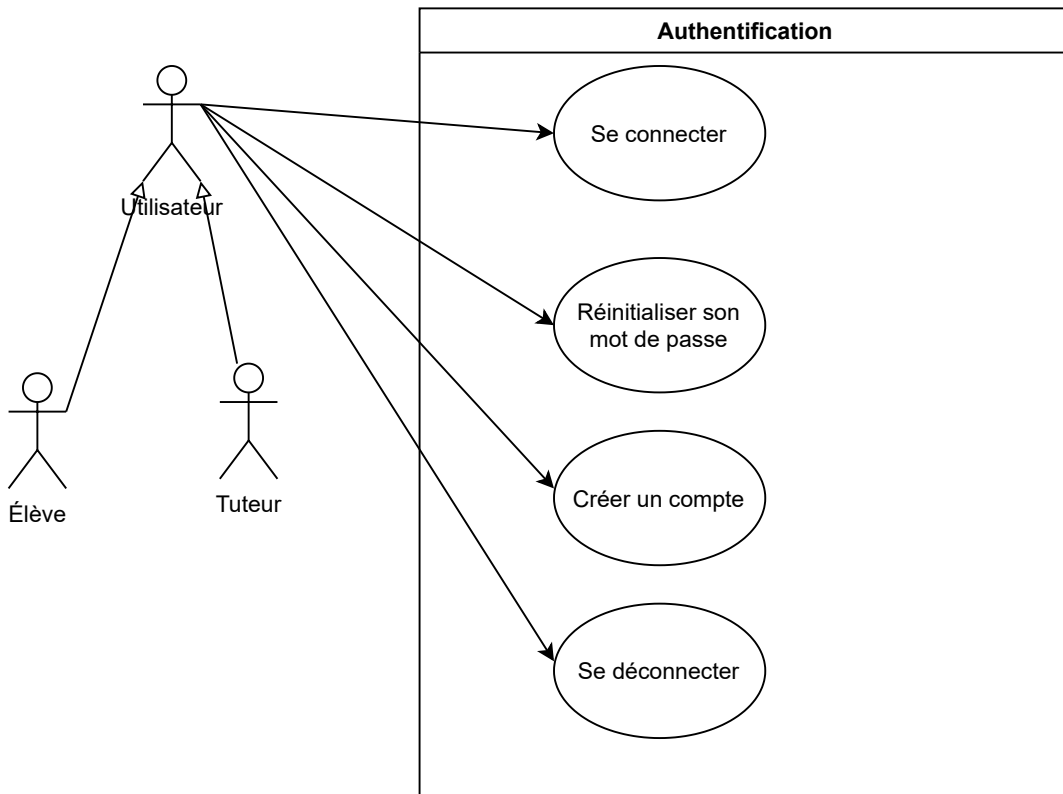 Authentification
Se connecter
Utilisateur
Réinitialiser son
mot de passe
Créer un compte
Élève
Tuteur
Se déconnecter